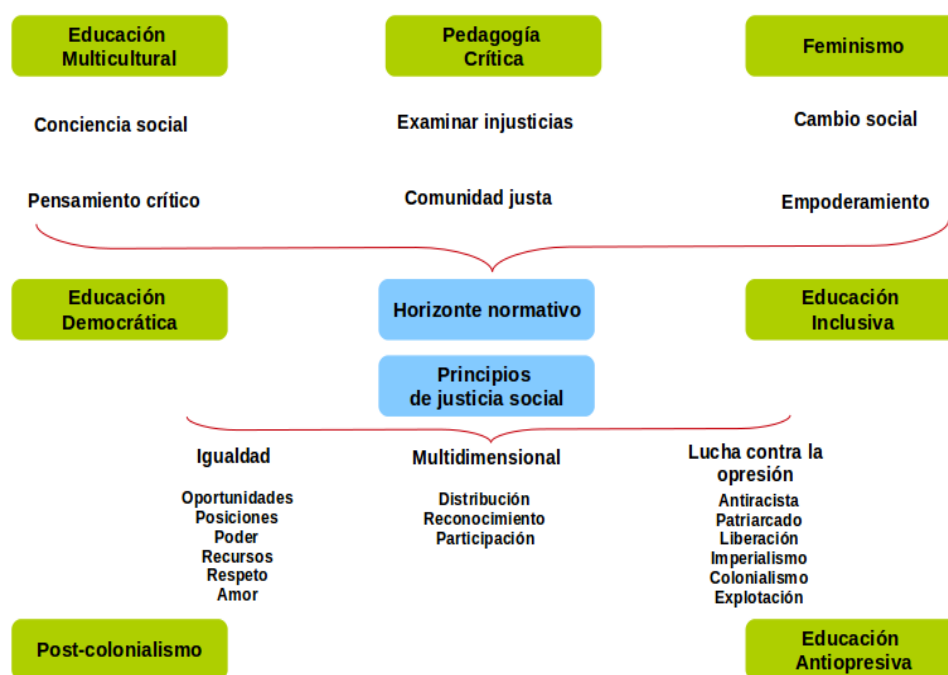 Educación
Multicultural
Pedagogía
Crítica
Feminismo
Conciencia social
Examinar injusticias
Cambio social
Pensamiento crítico
Comunidad justa
Empoderamiento
Educación
Democrática
Horizonte normativo
Educación
Inclusiva
Principios
de justicia social
Igualdad
Oportunidades
Posiciones
Poder
Recursos
Respeto
Amor
Multidimensional
Distribución
Reconocimiento
Participación
Lucha contra la
opresión
Antiracista
Patriarcado
Liberación
Imperialismo
Colonialismo
Explotación
Post-colonialismo
Educación
Antiopresiva